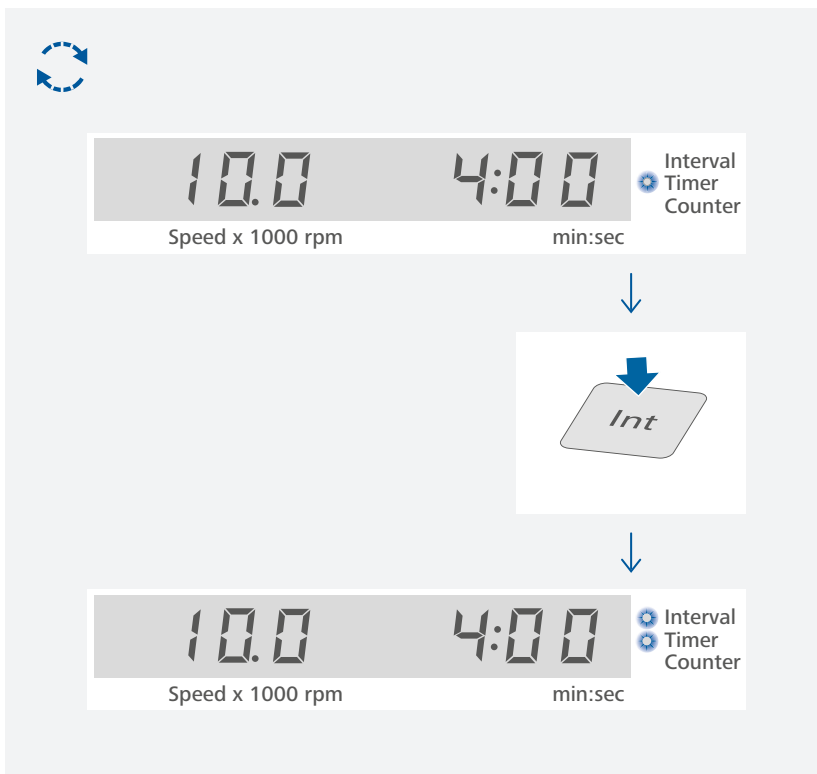 10.0 4:00
Interval
Timer
Counter
Speed x 1000 rpm min:sec
Int
10.0 4:00
Interval
Timer
Counter
Speed x 1000 rpm min:sec